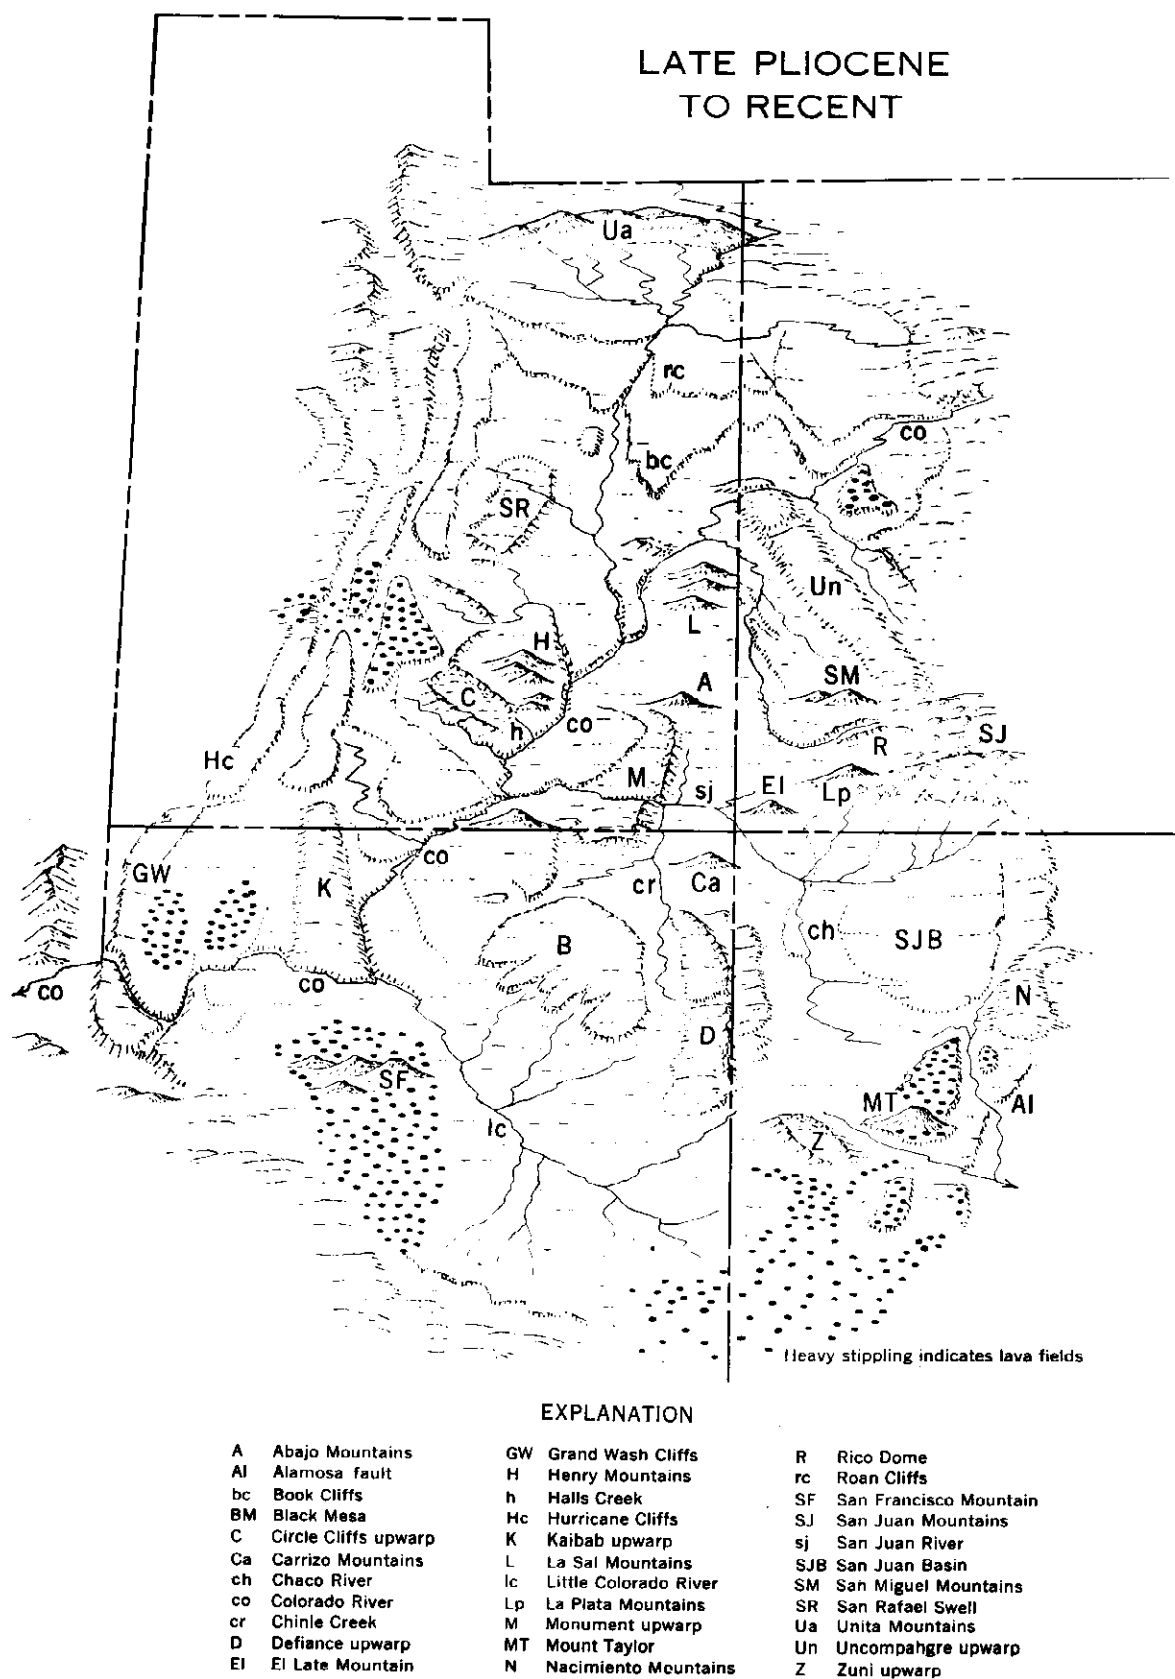 LATE PLIOCENE
TO RECENT
Ua
rc
co
bc
SR
Un
L
H
SM
A
C
co
h
SJ
R
Hc
M
sj
El
Lp
co
GW
K
cr
Ca
ch
B
SJB
co
co
N
D
SF
MT
Al
lc
Z
Heavy stippling indicates lava fields
EXPLANATION
A Abajo Mountains
Al Alamosa fault
bc Book Cliffs
BM Black Mesa
C Circle Cliffs upwarp
Ca Carrizo Mountains
ch Chaco River
co Colorado River
cr Chinle Creek
D Defiance upwarp
El El Late Mountain
GW Grand Wash Cliffs
H Henry Mountains
h Halls Creek
Hc Hurricane Cliffs
K Kaibab upwarp
L La Sal Mountains
lc Little Colorado River
Lp La Plata Mountains
M Monument upwarp
MT Mount Taylor
N Nacimiento Mountains
R Rico Dome
rc Roan Cliffs
SF San Francisco Mountain
SJ San Juan Mountains
sj San Juan River
SJB San Juan Basin
SM San Miguel Mountains
SR San Rafael Swell
Ua Unita Mountains
Un Uncompahgre upwarp
Z Zuni upwarp